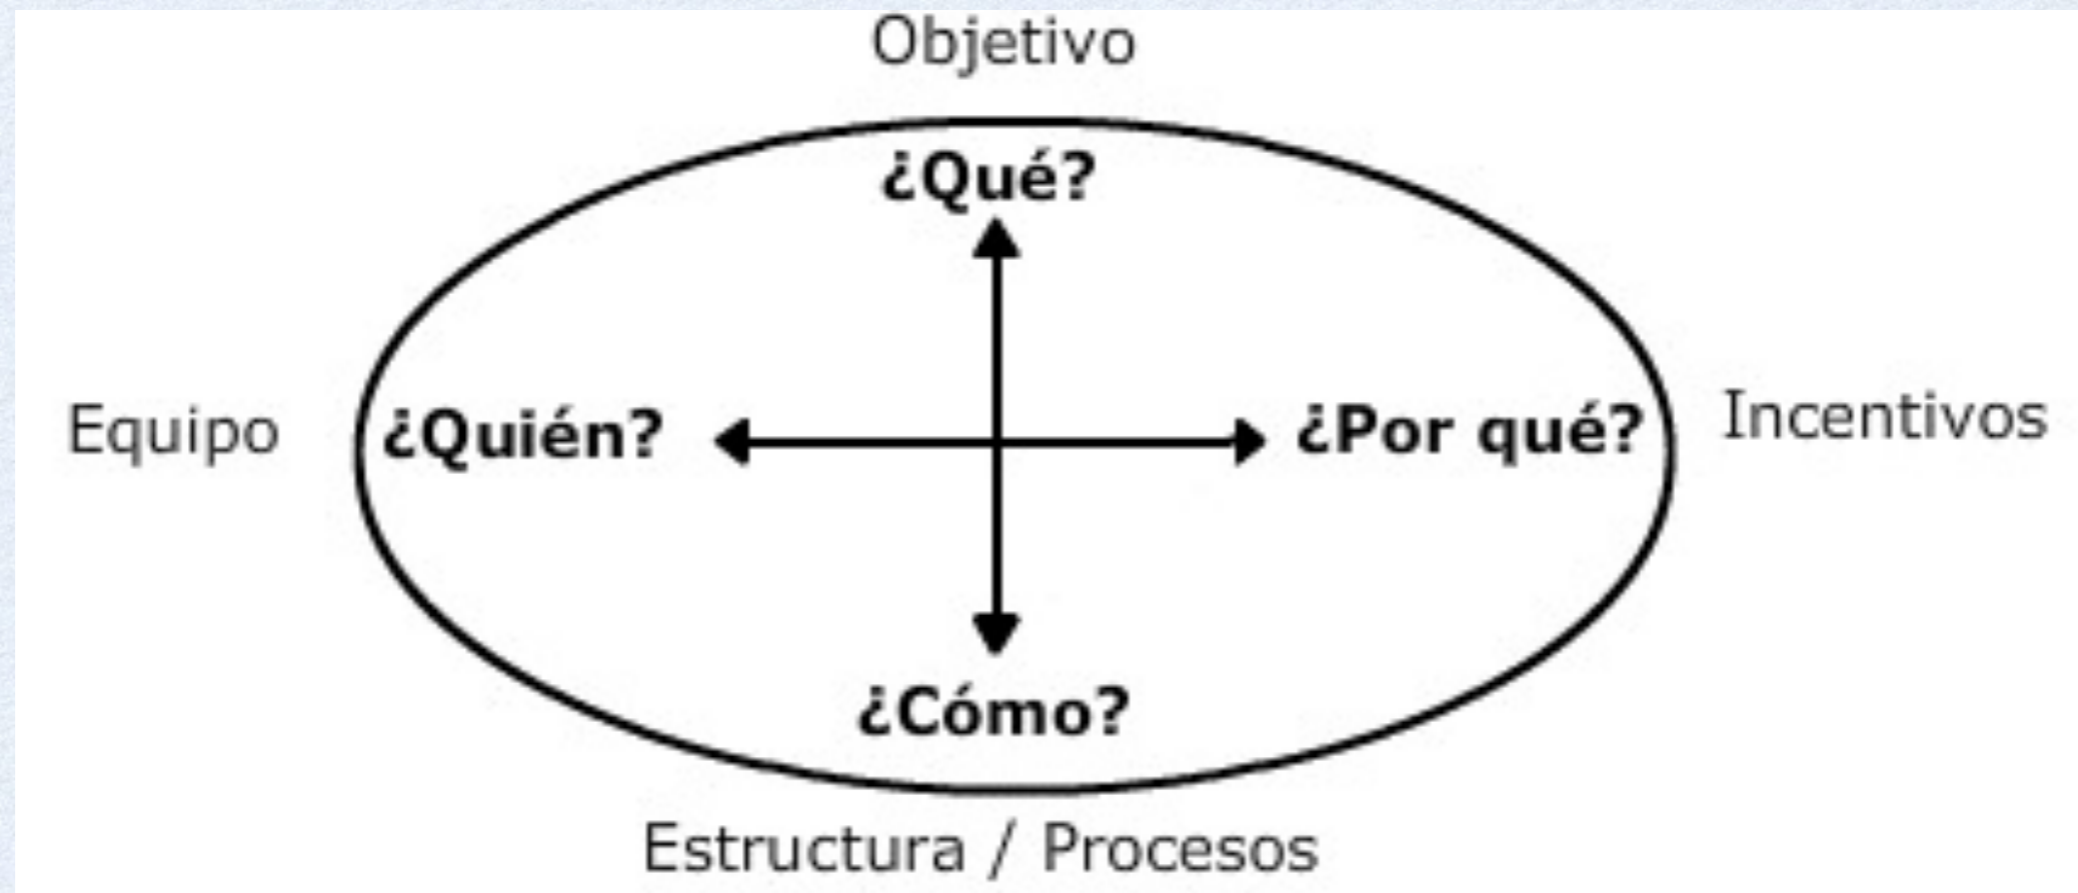 Objetivo
¿Qué?
Equipo
¿Quién?
¿Por qué?
Incentivos
¿Cómo?
Estructura / Procesos